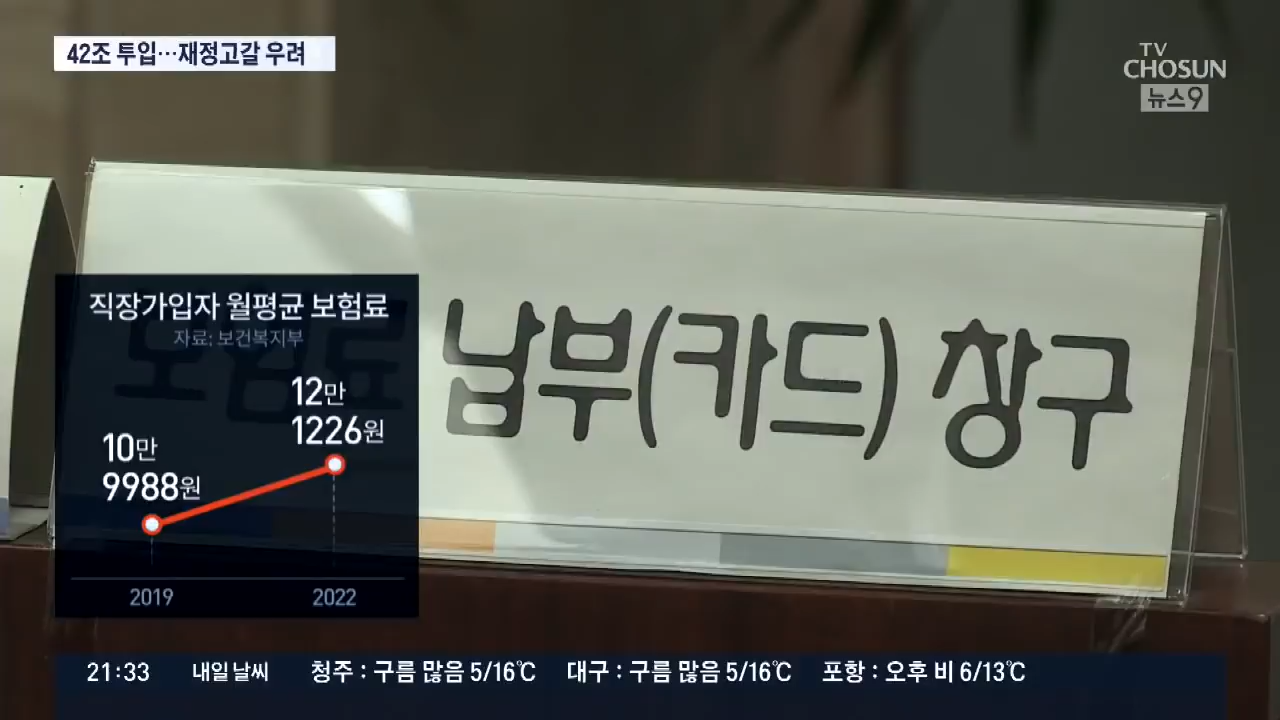 42조 투입…재정고갈 우려
TV
CHOSUN
뉴스9
보험료 납부(카드) 창구
직장가입자 월평균 보험료
자료; 보건복지부
10만
9988원
12만
1226원
2019
2022
21:33 내일 날씨 청주 : 구름 많음 5/16℃ 대구 : 구름 많음 5/16℃ 포항 : 오후 비 6/13℃